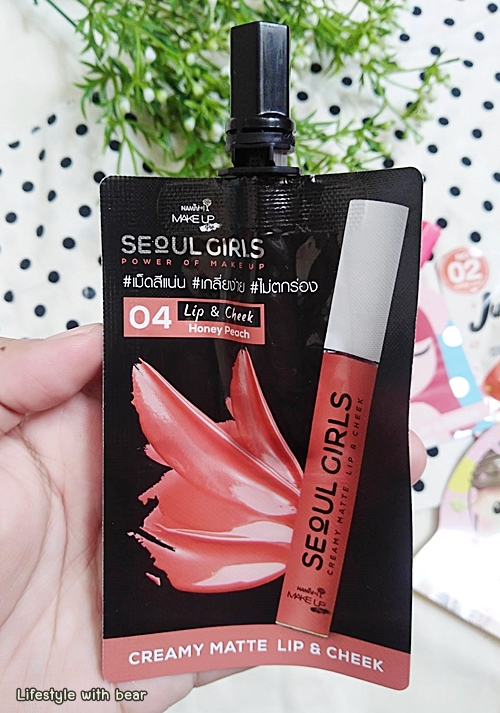 NAMI
MAKE UP
SEOUL GIRLS
POWER OF MAKEUP
#เม็ดสีแน่น #เกลี่ยง่าย #ไม่ตกร่อง
04 Lip & Cheek
Honey Peach
SEOUL GIRLS
CREAMY MATTE LIP & CHEEK
NAMI
MAKE UP
CREAMY MATTE LIP & CHEEK
02
Lifestyle with bear